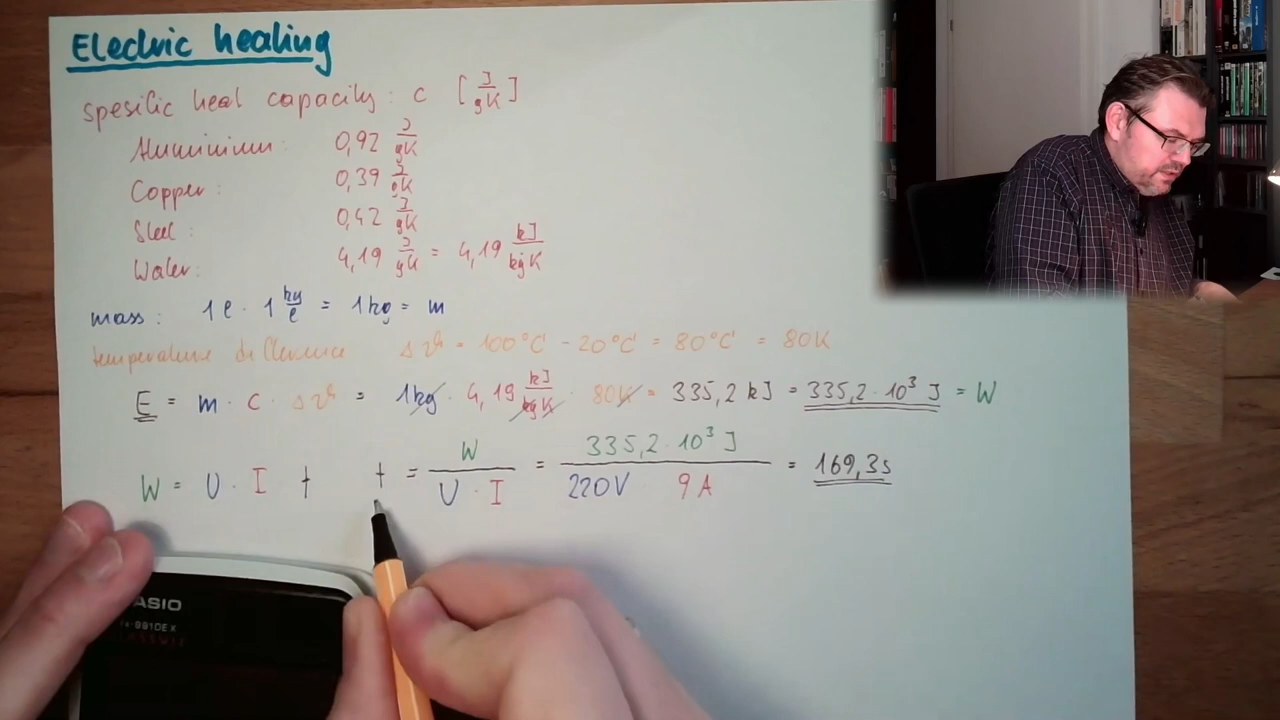 Electric heating
spesific heat capacity: c [J/gK]
Aluminium: 0,92 J/gK
Copper: 0,39 J/gK
Steel: 0,42 J/gK
Water: 4,19 J/gK = 4,19 kJ/kgK
mass: 1 l · 1 kg/l = 1 kg = m
temperature difference Δϑ = 100°C - 20°C = 80°C = 80K
E = m · c · Δϑ = 1kg · 4,19 kJ/kgK · 80K = 335,2 kJ = 335,2 · 10³ J = W
W = U · I t t = W / U · I = 335,2 · 10³ J / 220V 9A = 169,3s
CASIO
991DEX